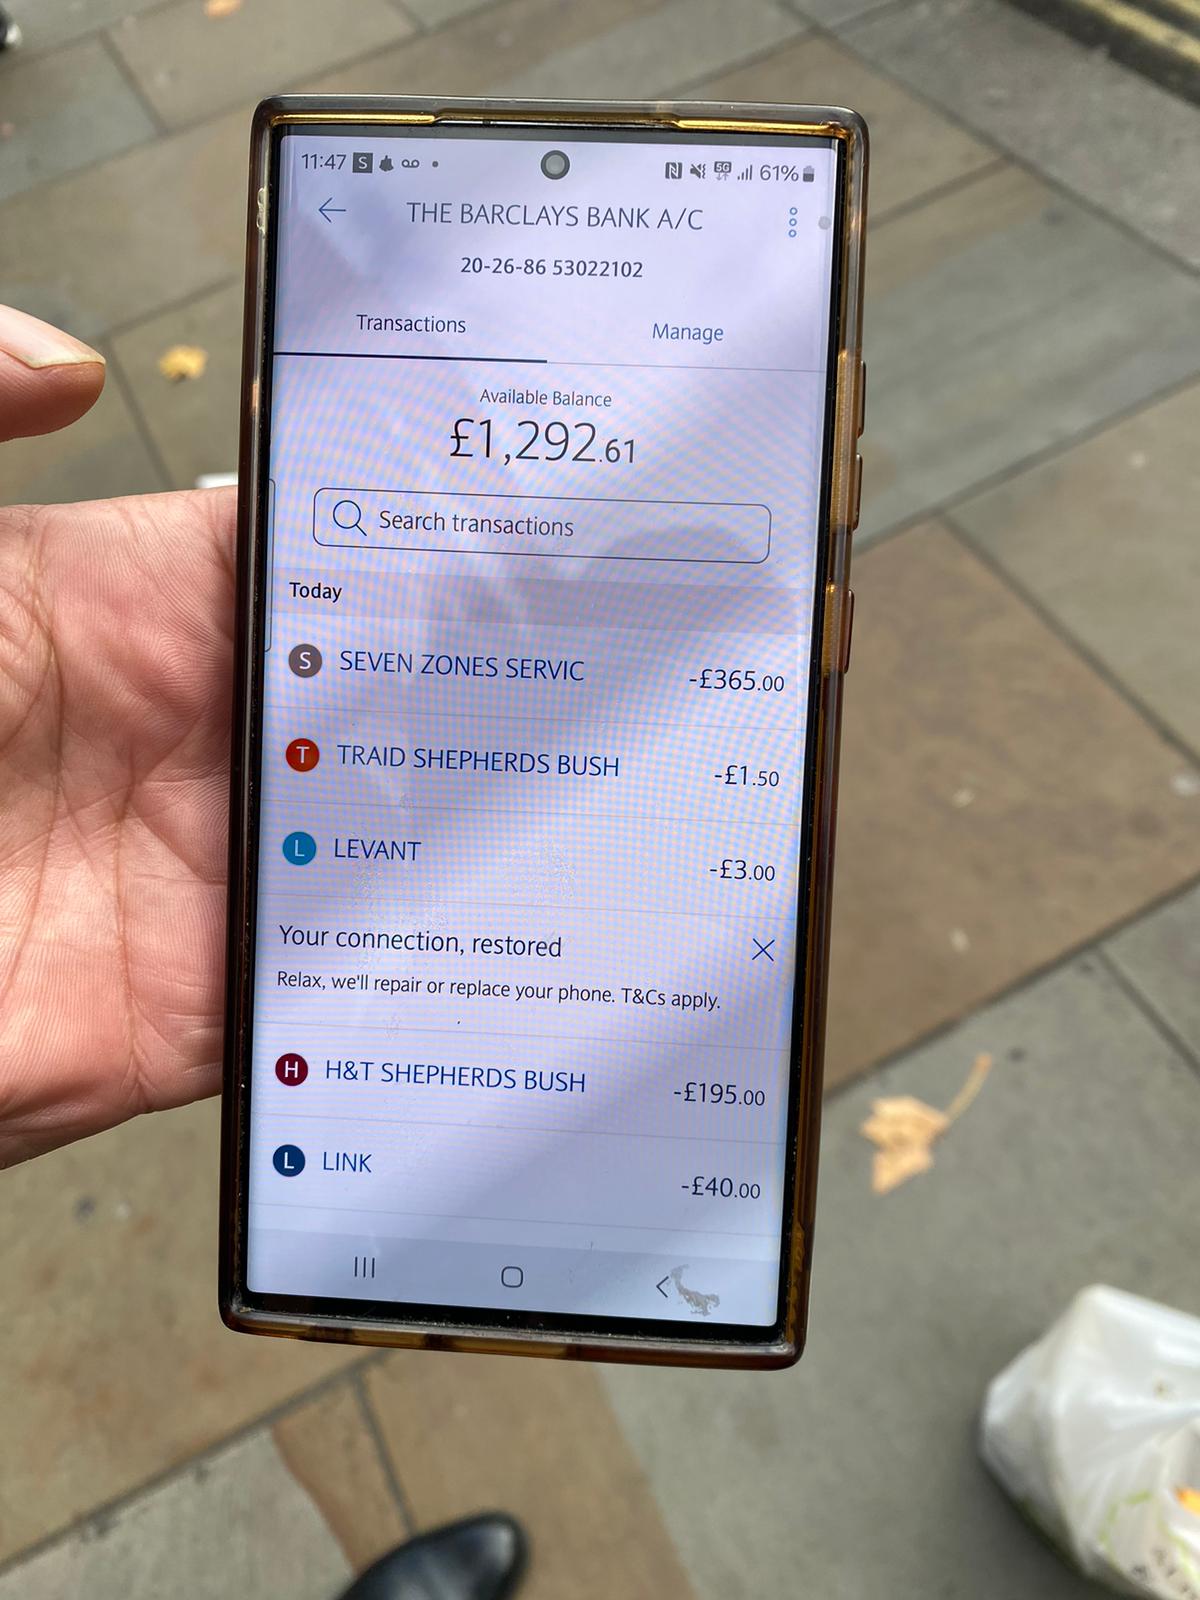 11:47 S 5G 61%
THE BARCLAYS BANK A/C
20-26-86 53022102
Transactions Manage
Available Balance
£1,292.61
Search transactions
Today
S SEVEN ZONES SERVIC -£365.00
T TRAID SHEPHERDS BUSH -£1.50
L LEVANT -£3.00
Your connection, restored
Relax, we'll repair or replace your phone. T&Cs apply.
H H&T SHEPHERDS BUSH -£195.00
L LINK -£40.00